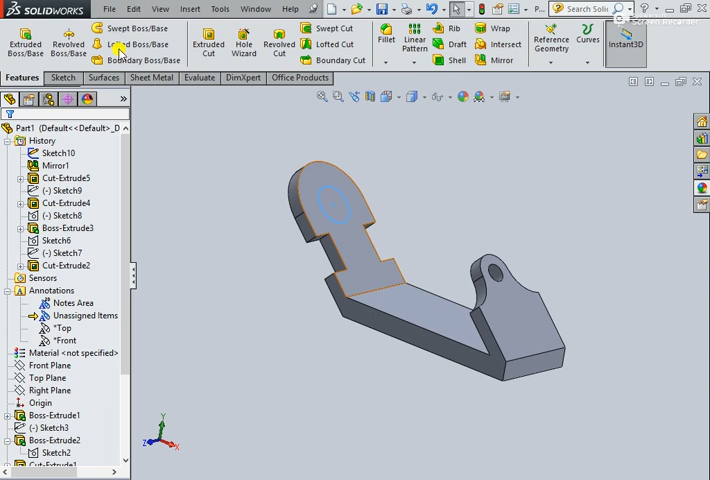 SOLIDWORKS File Edit View Insert Tools Window Help Search Soli
Screen Recorder
Extruded Boss/Base
Revolved Boss/Base
Swept Boss/Base
Boss/Base
Boundary Boss/Base
Extruded Cut
Hole Wizard
Revolved Cut
Swept Cut
Lofted Cut
Boundary Cut
Fillet
Linear Pattern
Rib
Draft
Shell
Wrap
Intersect
Mirror
Reference Geometry
Curves
Instant3D
Features Sketch Surfaces Sheet Metal Evaluate DimXpert Office Products
Part1 (Default<<Default>_D
History
Sketch10
Mirror1
Cut-Extrude5
(-) Sketch9
Cut-Extrude4
(-) Sketch8
Boss-Extrude3
Sketch6
(-) Sketch7
Cut-Extrude2
Sensors
Annotations
Notes Area
Unassigned Items
*Top
*Front
Material <not specified>
Front Plane
Top Plane
Right Plane
Origin
Boss-Extrude1
(-) Sketch3
Boss-Extrude2
Sketch2
Cut-Extrude1
Y
Z
X